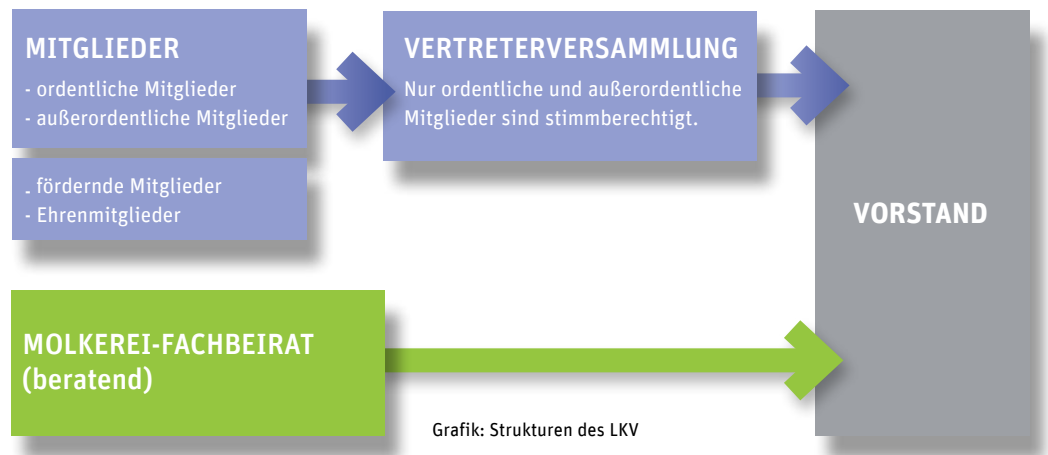 MITGLIEDER
- ordentliche Mitglieder
- außerordentliche Mitglieder
- fördernde Mitglieder
- Ehrenmitglieder
VERTRETERVERSAMMLUNG
Nur ordentliche und außerordentliche
Mitglieder sind stimmberechtigt.
VORSTAND
MOLKEREI-FACHBEIRAT
(beratend)
Grafik: Strukturen des LKV